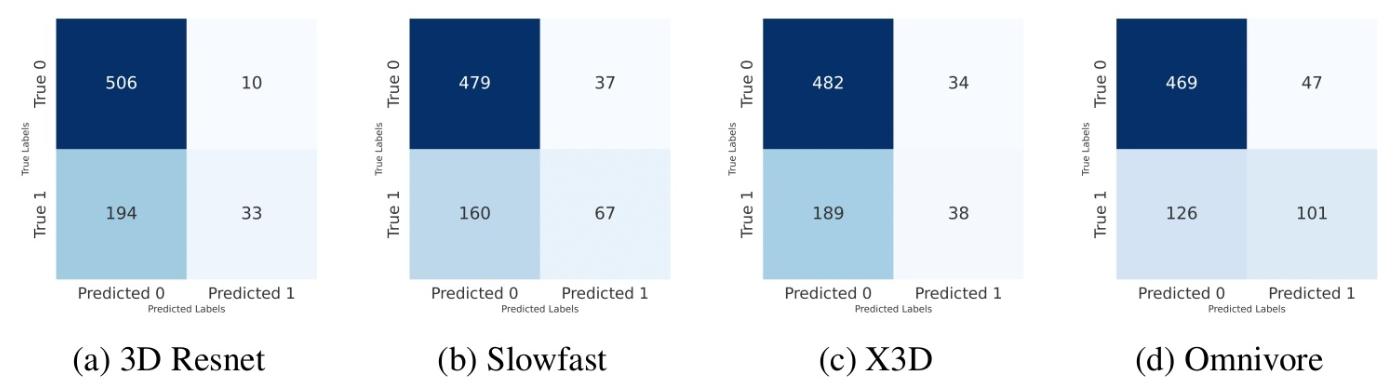 True 0
True 1
True Labels
506
10
194
33
Predicted 0 Predicted 1
Predicted Labels
(a) 3D Resnet
True 0
True 1
True Labels
479
37
160
67
Predicted 0 Predicted 1
Predicted Labels
(b) Slowfast
True 0
True 1
True Labels
482
34
189
38
Predicted 0 Predicted 1
Predicted Labels
(c) X3D
True 0
True 1
True Labels
469
47
126
101
Predicted 0 Predicted 1
Predicted Labels
(d) Omnivore